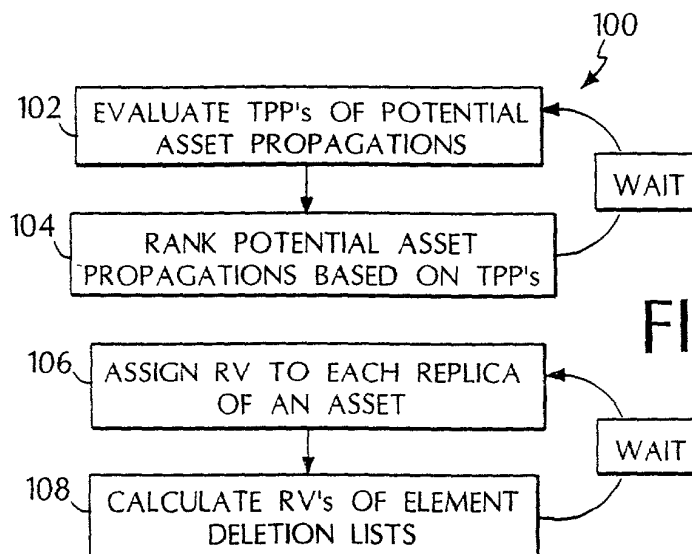 100
102
EVALUATE TPP's OF POTENTIAL
ASSET PROPAGATIONS
WAIT
104
RANK POTENTIAL ASSET
PROPAGATIONS BASED ON TPP's
FI
106
ASSIGN RV TO EACH REPLICA
OF AN ASSET
WAIT
108
CALCULATE RV's OF ELEMENT
DELETION LISTS